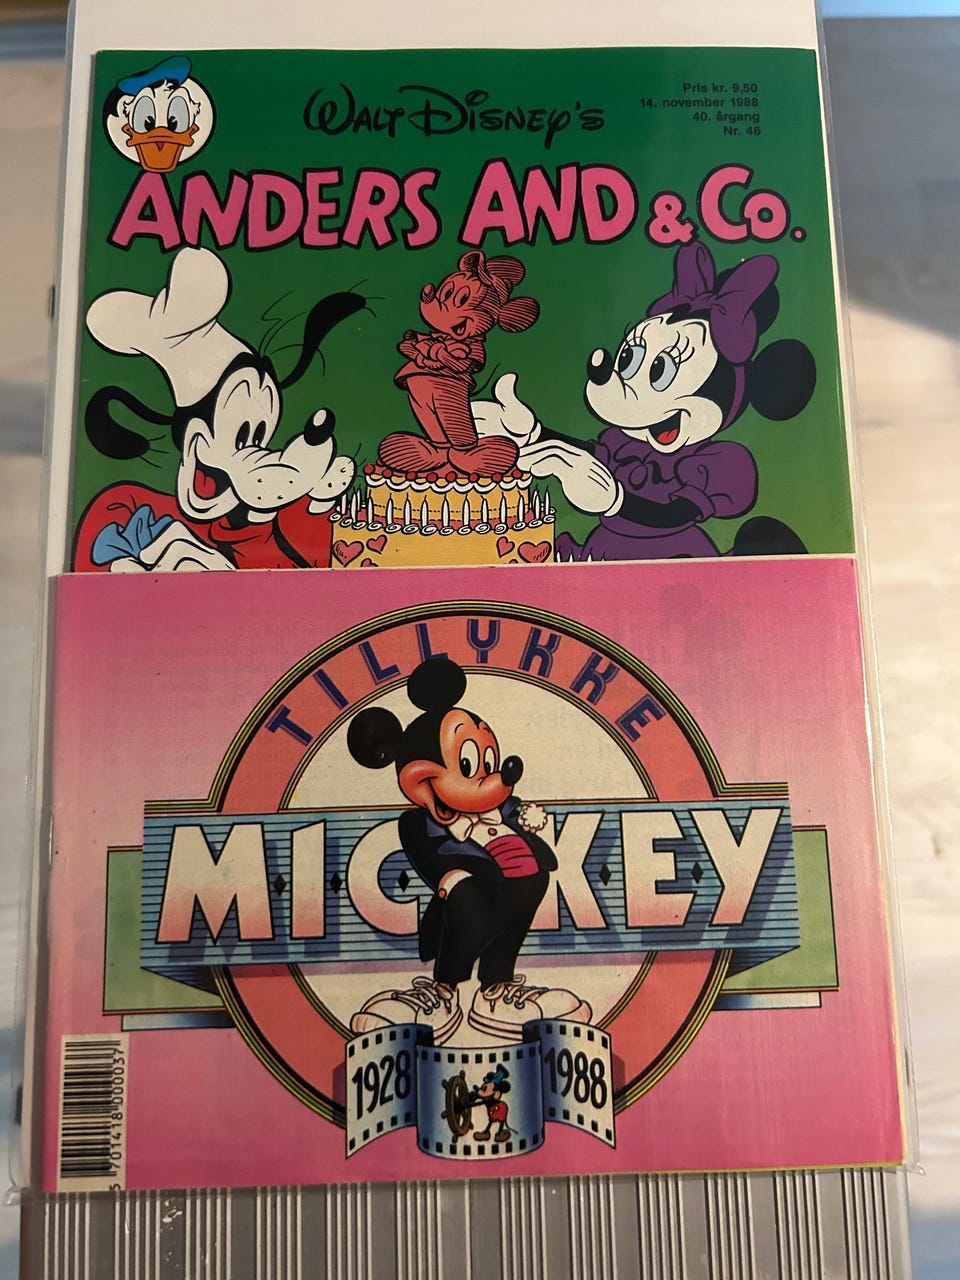 WALT DISNEY'S
Pris kr. 9,50
14. november 1988
40. årgang
Nr. 46
ANDERS AND & Co.
TILLYKKE
MICKEY
1928
1988
5 701418 000037